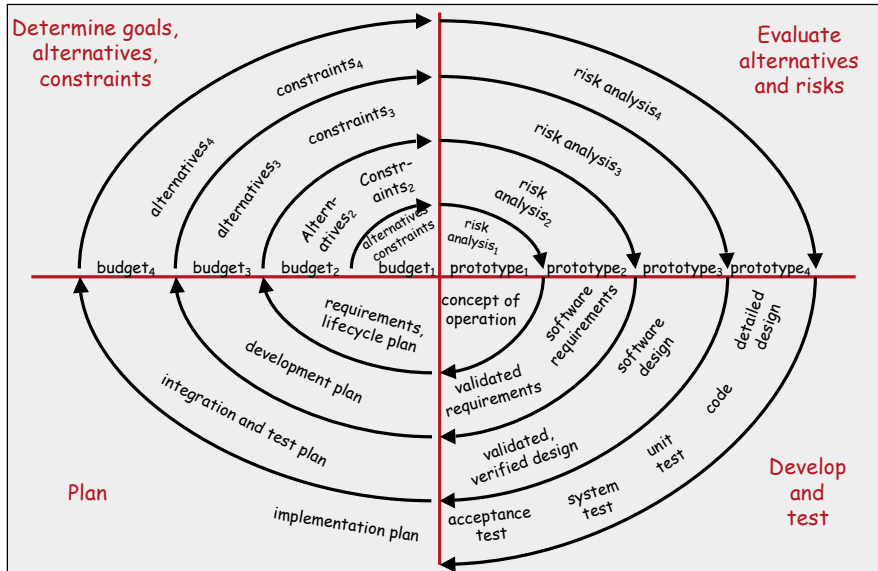 Determine goals,
alternatives,
constraints
Evaluate
alternatives
and risks
constraints₄
alternatives₄
risk analysis₄
constraints₃
alternatives₃
risk analysis₃
Constr-
aints₂
Altern-
atives₂
risk
analysis₂
alternatives
constraints
risk
analysis₁
budget₄
budget₃
budget₂
budget₁
prototype₁
prototype₂
prototype₃
prototype₄
requirements,
lifecycle plan
concept of
operation
software
requirements
software
design
detailed
design
development plan
validated
requirements
code
integration and test plan
validated,
verified design
unit
test
Plan
implementation plan
acceptance
test
system
test
Develop
and
test